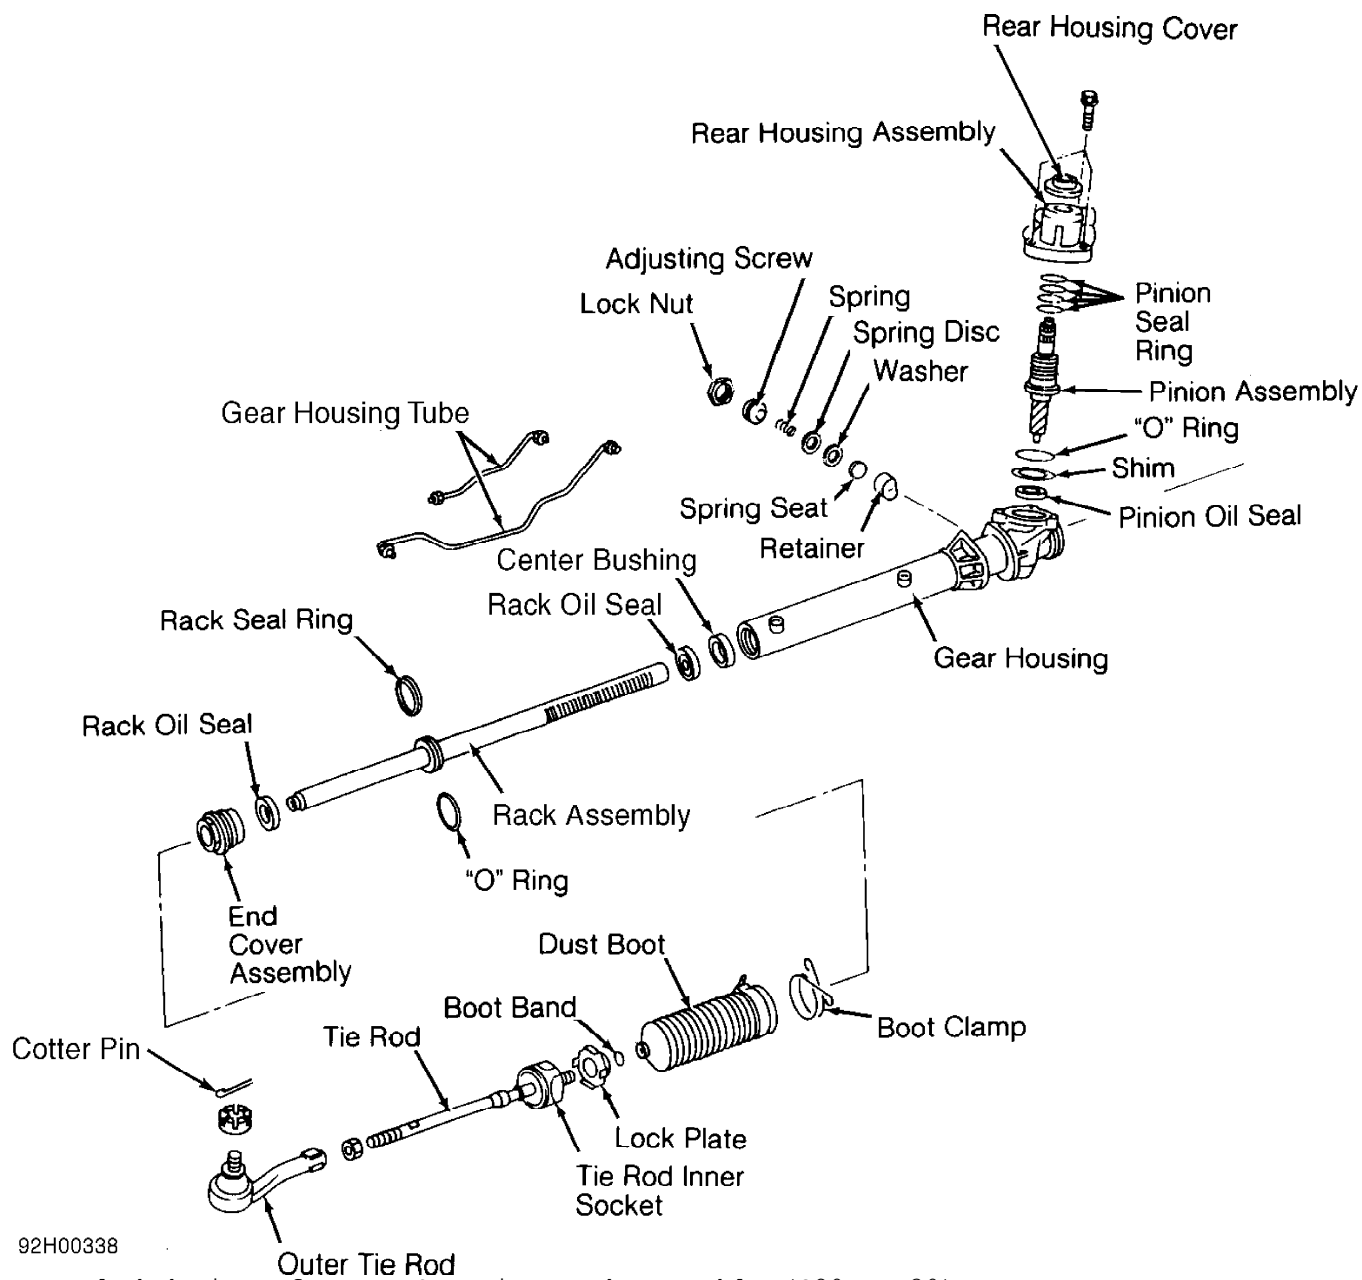 Rear Housing Cover
Rear Housing Assembly
Adjusting Screw
Lock Nut
Spring
Spring Disc
Washer
Pinion
Seal
Ring
Pinion Assembly
"O" Ring
Shim
Pinion Oil Seal
Gear Housing Tube
Spring Seat
Retainer
Center Bushing
Rack Oil Seal
Rack Seal Ring
Gear Housing
Rack Oil Seal
Rack Assembly
"O" Ring
End
Cover
Assembly
Dust Boot
Boot Band
Boot Clamp
Tie Rod
Cotter Pin
Lock Plate
Tie Rod Inner
Socket
Outer Tie Rod
92H00338